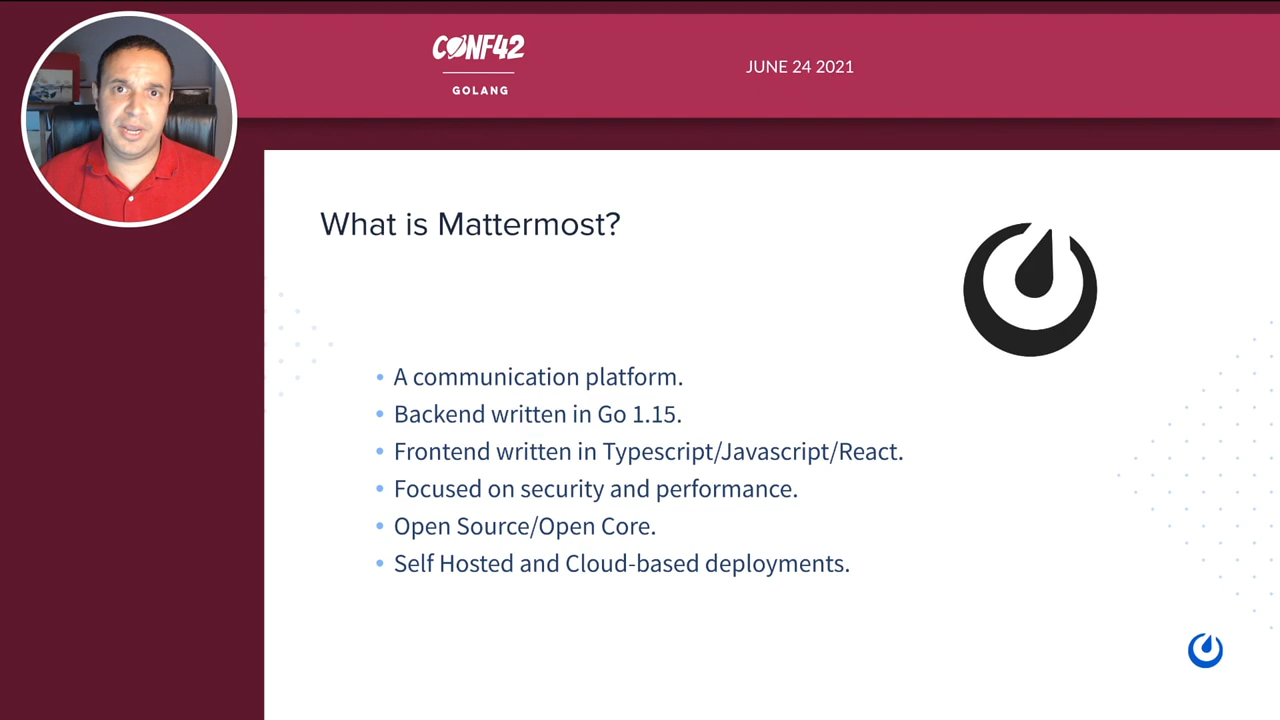 CONF42
GOLANG
JUNE 24 2021
What is Mattermost?
• A communication platform.
• Backend written in Go 1.15.
• Frontend written in Typescript/Javascript/React.
• Focused on security and performance.
• Open Source/Open Core.
• Self Hosted and Cloud-based deployments.